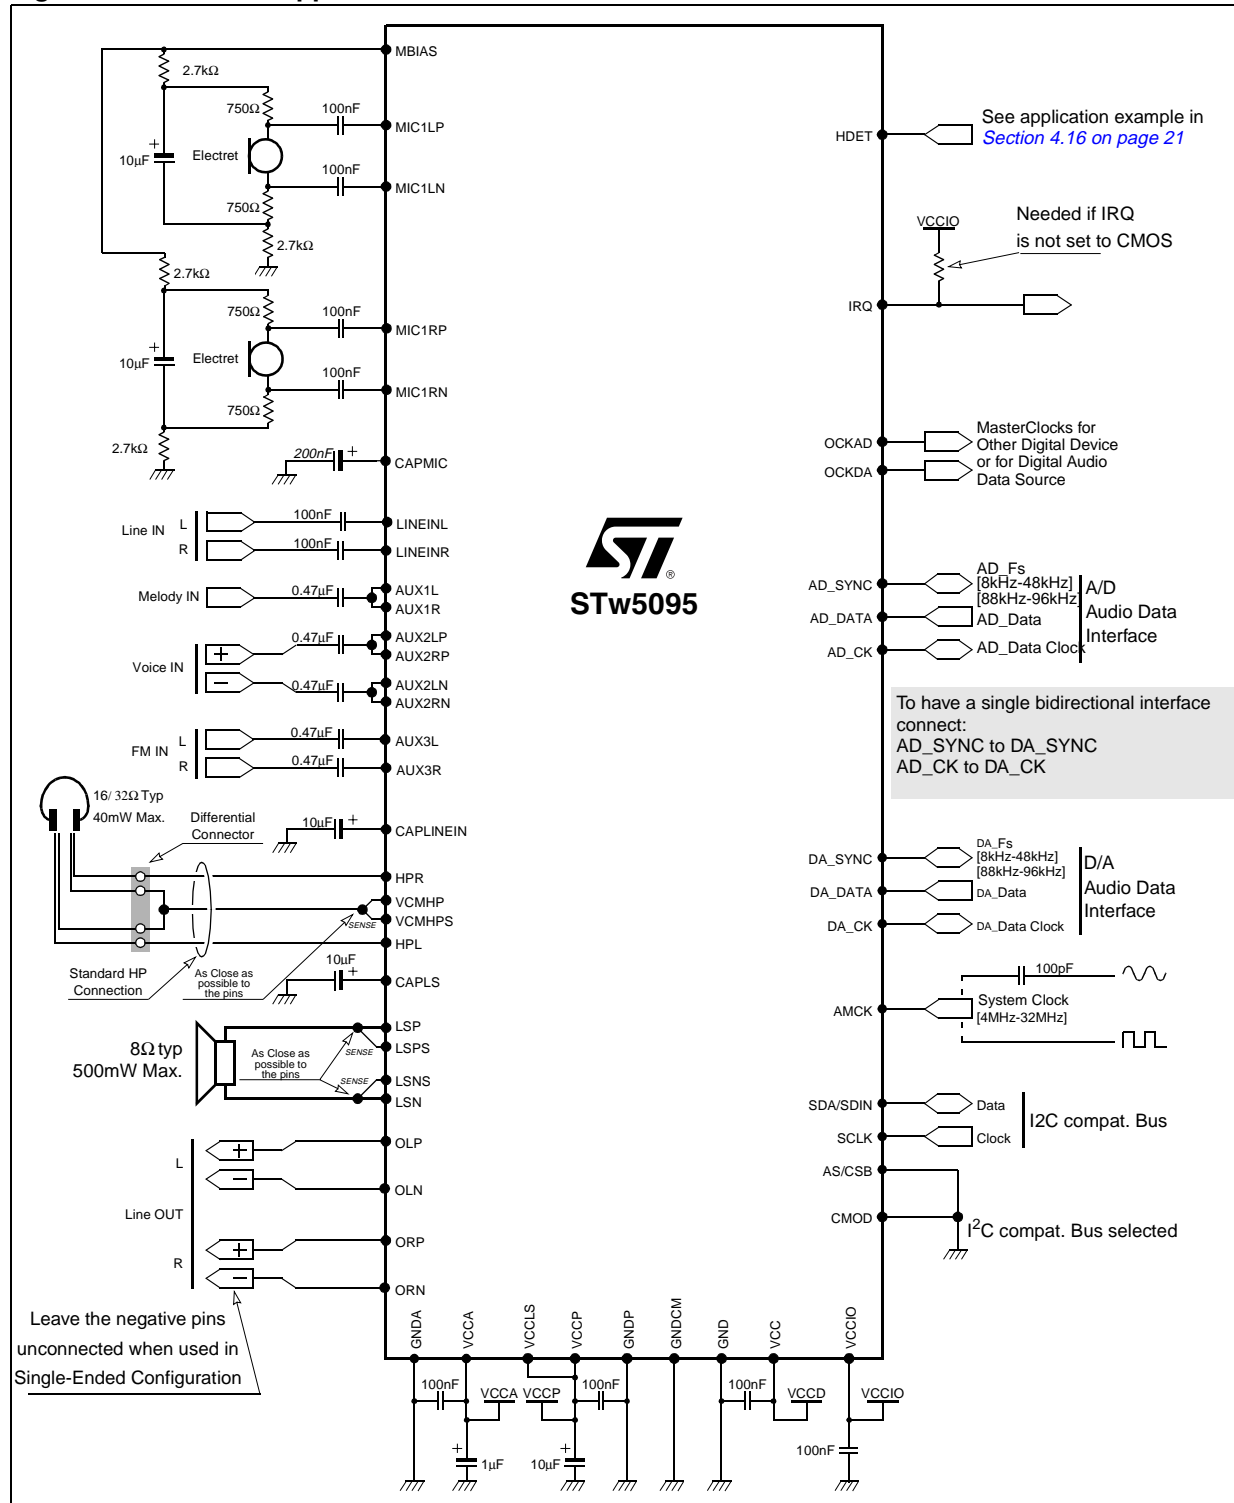 MBIAS
2.7kΩ
750Ω
100nF
MIC1LP
+
10μF
Electret
100nF
MIC1LN
750Ω
2.7kΩ
2.7kΩ
750Ω
100nF
MIC1RP
+
10μF
Electret
100nF
MIC1RN
750Ω
2.7kΩ
200nF
+
CAPMIC
Line IN
L
100nF
LINEINL
R
100nF
LINEINR
Melody IN
0.47μF
AUX1L
AUX1R
Voice IN
+
0.47μF
AUX2LP
AUX2RP
−
0.47μF
AUX2LN
AUX2RN
FM IN
L
0.47μF
AUX3L
R
0.47μF
AUX3R
16/ 32Ω Typ
40mW Max.
Differential
Connector
10μF
+
CAPLINEIN
HPR
VCMHP
VCMHPS
SENSE
HPL
Standard HP
Connection
As Close as
possible to
the pins
10μF
+
CAPLS
8Ω typ
500mW Max.
As Close as
possible to
the pins
LSP
LSPS
SENSE
SENSE
LSNS
LSN
Line OUT
L
+
OLP
−
OLN
R
+
ORP
−
ORN
Leave the negative pins
unconnected when used in
Single-Ended Configuration
ST
®
STw5095
HDET
See application example in
Section 4.16 on page 21
VCCIO
Needed if IRQ
is not set to CMOS
IRQ
OCKAD
OCKDA
MasterClocks for
Other Digital Device
or for Digital Audio
Data Source
AD_SYNC
AD_Fs
[8kHz-48kHz]
[88kHz-96kHz]
AD_DATA
AD_Data
AD_CK
AD_Data Clock
A/D
Audio Data
Interface
To have a single bidirectional interface
connect:
AD_SYNC to DA_SYNC
AD_CK to DA_CK
DA_SYNC
DA_Fs
[8kHz-48kHz]
[88kHz-96kHz]
DA_DATA
DA_Data
DA_CK
DA_Data Clock
D/A
Audio Data
Interface
100pF
AMCK
System Clock
[4MHz-32MHz]
SDA/SDIN
Data
SCLK
Clock
I2C compat. Bus
AS/CSB
CMOD
I²C compat. Bus selected
GNDA
VCCA
VCCLS
VCCP
GNDP
GNDCM
GND
VCC
VCCIO
100nF
VCCA
VCCP
100nF
100nF
VCCD
VCCIO
+
1μF
10μF
+
100nF